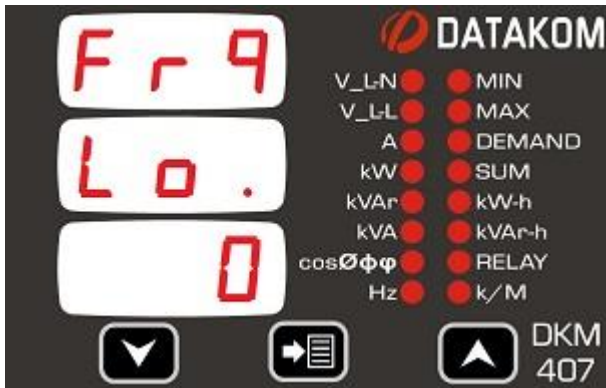 Frq
DATAKOM
V_L-N MIN
V_L-L MAX
Lo.
A DEMAND
kW SUM
kVAr kW-h
kVA kVAr-h
0
cosØϕφ RELAY
Hz k/M
DKM
407